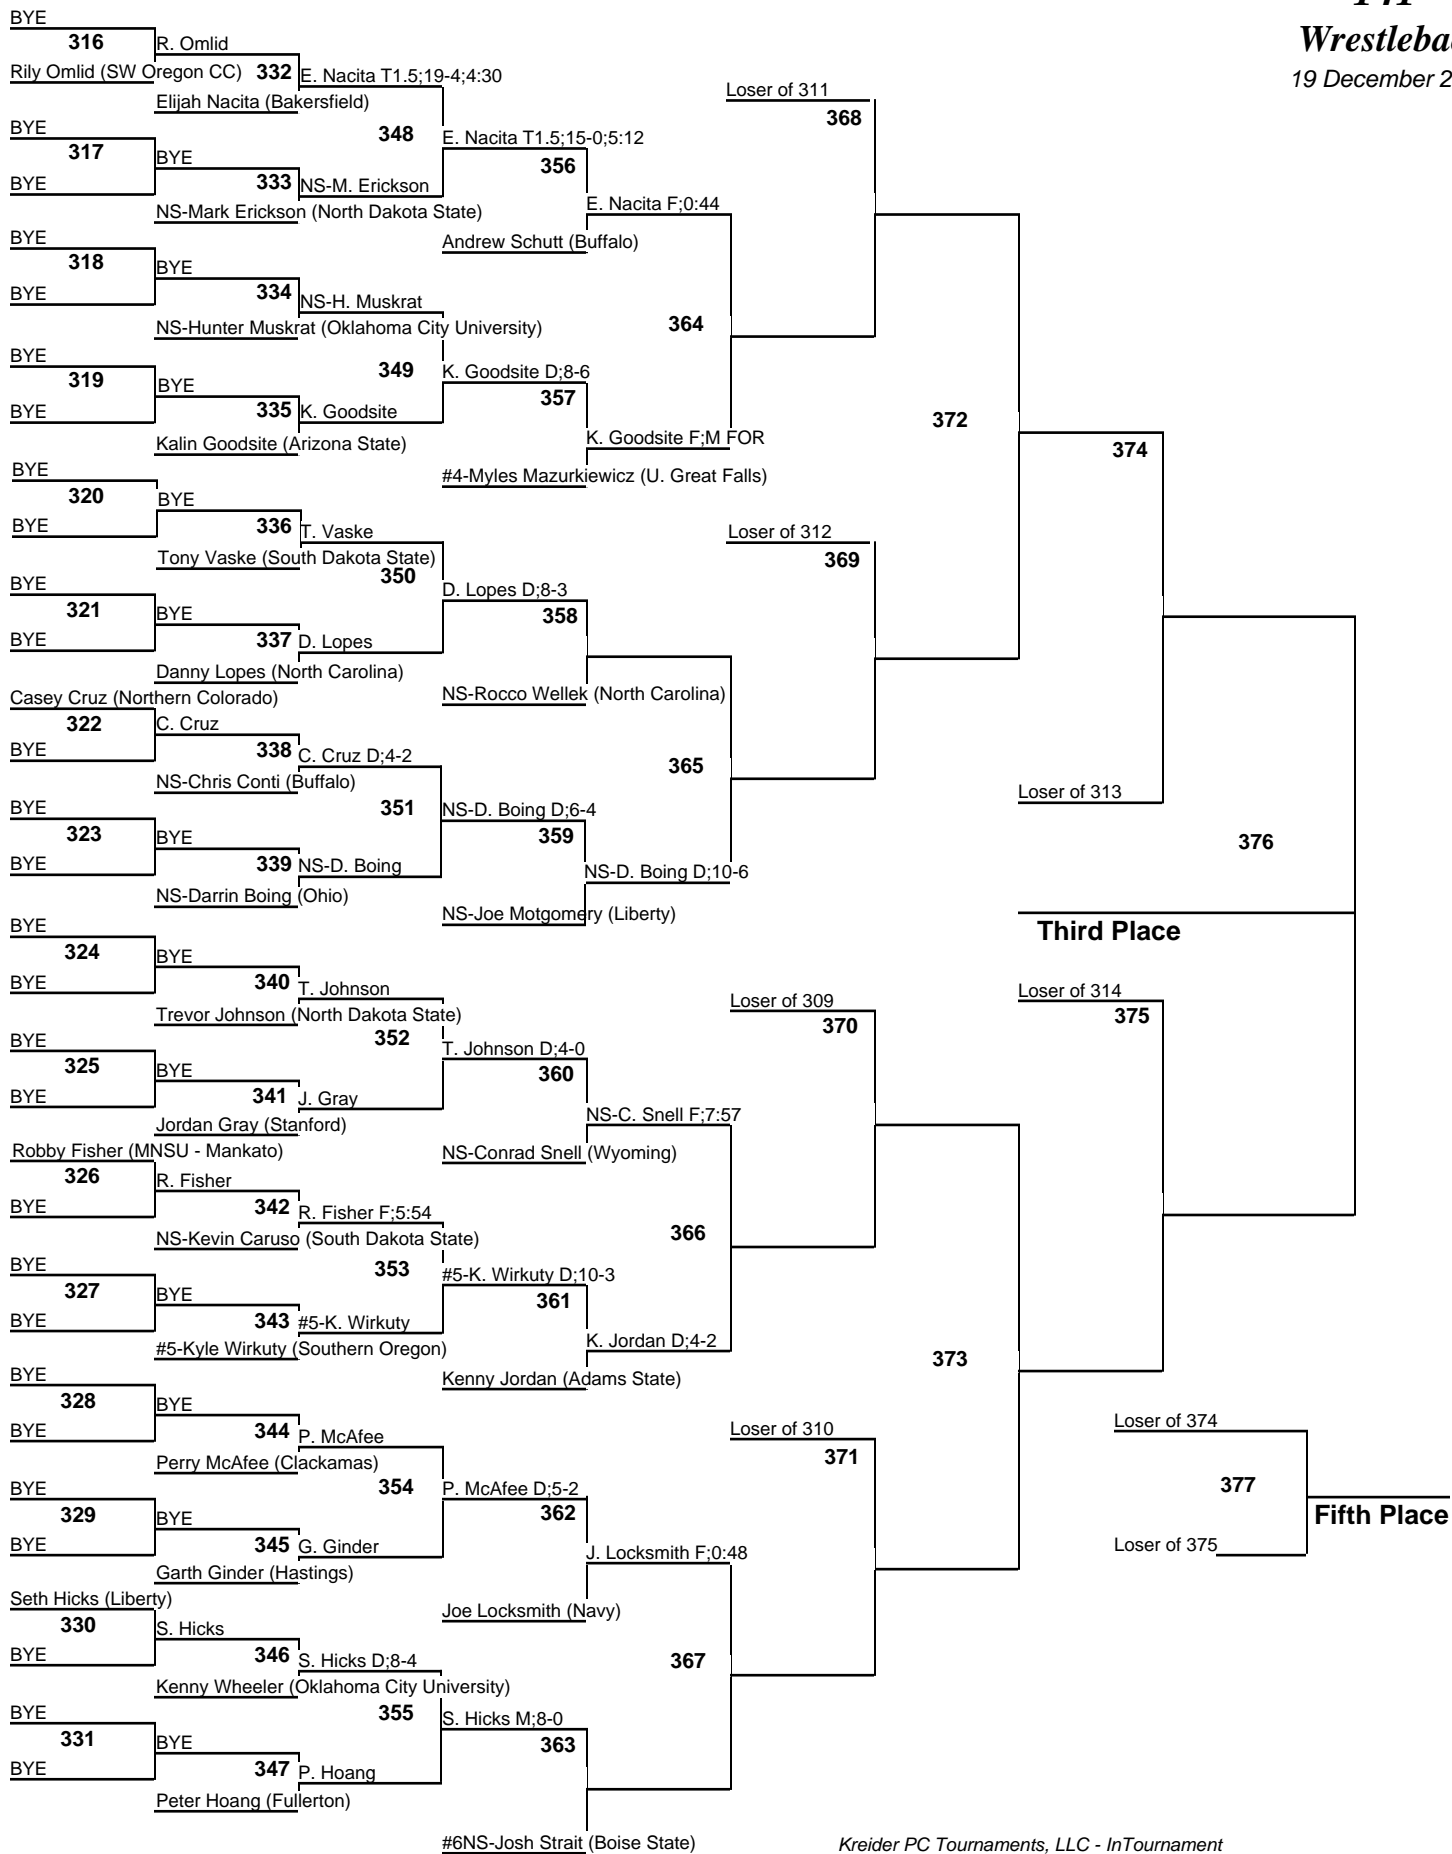 Wrestleba
19 December 2
BYE
316
R. Omlid
Rily Omlid (SW Oregon CC)
332
E. Nacita T1.5;19-4;4:30
Elijah Nacita (Bakersfield)
348
E. Nacita T1.5;15-0;5:12
BYE
317
BYE
BYE
333
NS-M. Erickson
NS-Mark Erickson (North Dakota State)
356
E. Nacita F;0:44
Andrew Schutt (Buffalo)
BYE
318
BYE
BYE
334
NS-H. Muskrat
NS-Hunter Muskrat (Oklahoma City University)
364
349
K. Goodsite D;8-6
BYE
319
BYE
BYE
335
K. Goodsite
Kalin Goodsite (Arizona State)
357
K. Goodsite F;M FOR
#4-Myles Mazurkiewicz (U. Great Falls)
Loser of 311
368
372
374
BYE
320
BYE
BYE
336
T. Vaske
Tony Vaske (South Dakota State)
350
D. Lopes D;8-3
358
BYE
321
BYE
BYE
337
D. Lopes
Danny Lopes (North Carolina)
NS-Rocco Wellek (North Carolina)
Loser of 312
369
Casey Cruz (Northern Colorado)
322
C. Cruz
BYE
338
C. Cruz D;4-2
NS-Chris Conti (Buffalo)
365
351
NS-D. Boing D;6-4
BYE
323
BYE
BYE
339
NS-D. Boing
NS-Darrin Boing (Ohio)
359
NS-D. Boing D;10-6
NS-Joe Motgomery (Liberty)
Loser of 313
376
Third Place
BYE
324
BYE
BYE
340
T. Johnson
Trevor Johnson (North Dakota State)
352
T. Johnson D;4-0
360
BYE
325
BYE
BYE
341
J. Gray
Jordan Gray (Stanford)
NS-C. Snell F;7:57
NS-Conrad Snell (Wyoming)
Loser of 309
370
Loser of 314
375
Robby Fisher (MNSU - Mankato)
326
R. Fisher
BYE
342
R. Fisher F;5:54
NS-Kevin Caruso (South Dakota State)
366
353
#5-K. Wirkuty D;10-3
BYE
327
BYE
BYE
343
#5-K. Wirkuty
#5-Kyle Wirkuty (Southern Oregon)
361
K. Jordan D;4-2
Kenny Jordan (Adams State)
373
BYE
328
BYE
BYE
344
P. McAfee
Perry McAfee (Clackamas)
354
P. McAfee D;5-2
362
BYE
329
BYE
BYE
345
G. Ginder
Garth Ginder (Hastings)
J. Locksmith F;0:48
Joe Locksmith (Navy)
Loser of 310
371
Loser of 374
377
Fifth Place
Loser of 375
Seth Hicks (Liberty)
330
S. Hicks
BYE
346
S. Hicks D;8-4
Kenny Wheeler (Oklahoma City University)
367
355
S. Hicks M;8-0
363
BYE
331
BYE
BYE
347
P. Hoang
Peter Hoang (Fullerton)
#6NS-Josh Strait (Boise State)
Kreider PC Tournaments, LLC - InTournament